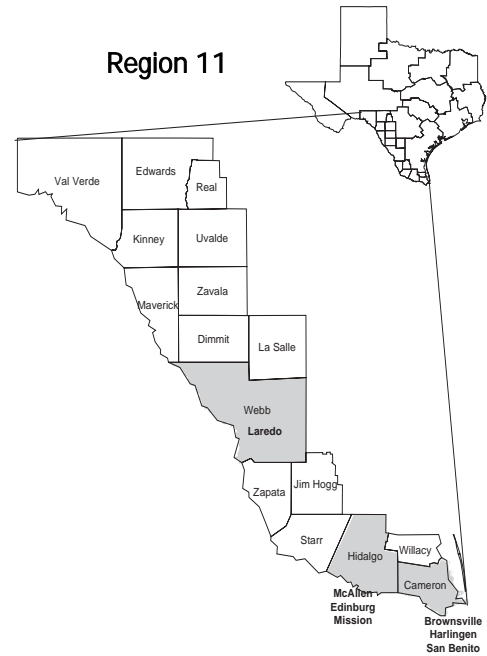 Region 11
Val Verde
Edwards
Real
Kinney
Uvalde
Maverick
Zavala
Dimmit
La Salle
Webb
Laredo
Zapata
Jim Hogg
Starr
Hidalgo
Willacy
Cameron
McAllen
Edinburg
Mission
Brownsville
Harlingen
San Benito